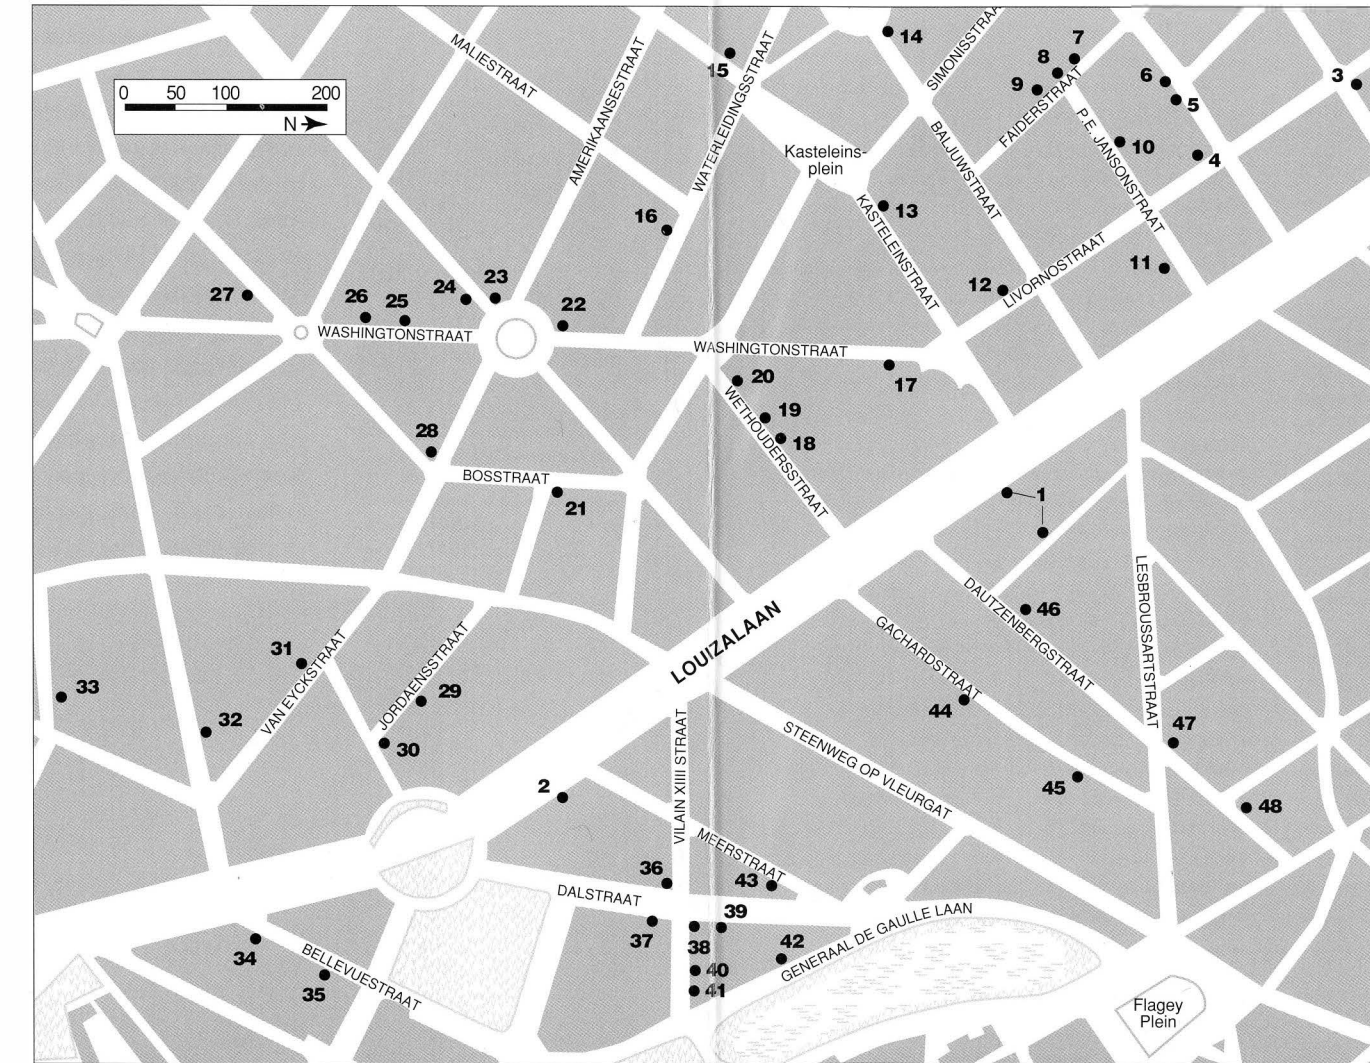 MALIESTRAAT
AMERIKAANSESTRAAT
WATERLEIDINGSSTRAAT
SIMONISSTRAAT
0 50 100 200
N
14
15
7
8
9
6
5
3
FAIDERSTRAAT
P.E. JANSONSTRAAT
BALJUWSTRAAT
10
4
Kasteleins-
plein
16
13
KASTELEINSTRAAT
LIVORNOSTRAAT
11
12
27
26
25
24
23
22
WASHINGTONSTRAAT
WASHINGTONSTRAAT
17
20
19
18
WETHOUDERSSTRAAT
28
BOSSTRAAT
21
1
LOUIZALAAN
DAUTZENBERGSTRAAT
46
LESBROUSSARTSTRAAT
GACHARDSTRAAT
44
31
VAN EYCKSTRAAT
JORDAENSSTRAAT
29
30
33
32
STEENWEG OP VLEURGAT
47
45
48
2
VILAIN XIIII STRAAT
MEERSTRAAT
43
36
DALSTRAAT
37
38
39
42
40
41
GENERAAL DE GAULLE LAAN
34
35
BELLEVUESTRAAT
Flagey
Plein